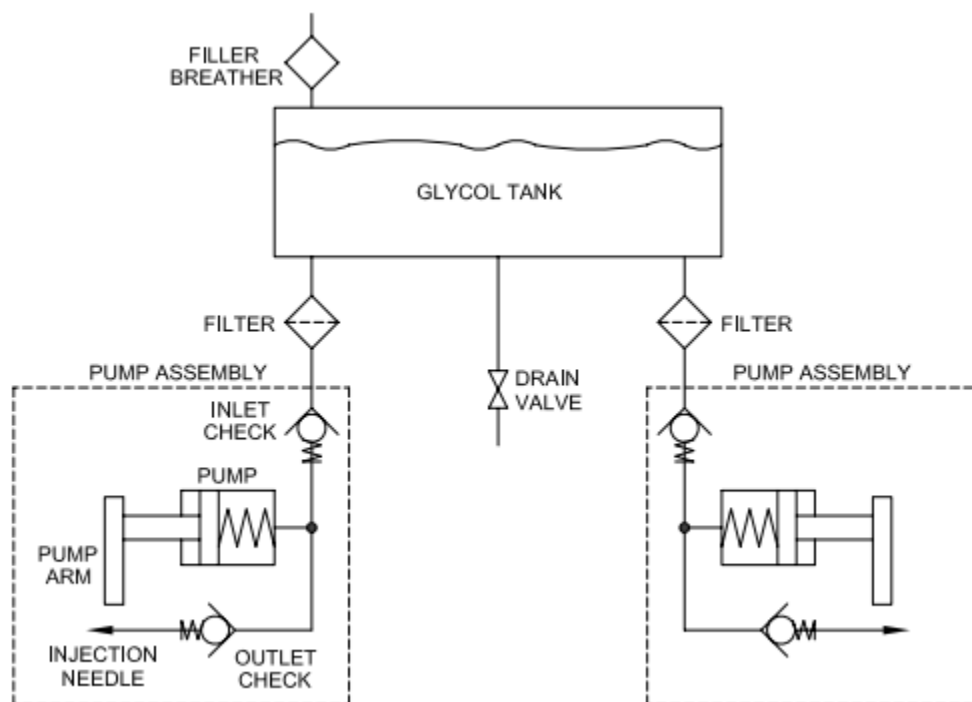 FILLER
BREATHER
GLYCOL TANK
FILTER
FILTER
PUMP ASSEMBLY
PUMP ASSEMBLY
DRAIN
VALVE
INLET
CHECK
PUMP
PUMP
ARM
INJECTION
NEEDLE
OUTLET
CHECK